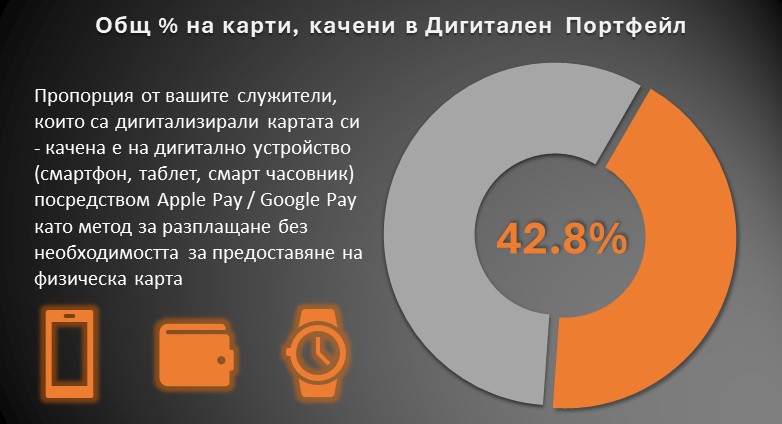 Общ % на карти, качени в Дигитален Портфейл
Пропорция от вашите служители,
които са дигитализирали картата си
- качена е на дигитално устройство
(смартфон, таблет, смарт часовник)
посредством Apple Pay / Google Pay
като метод за разплащане без
необходимостта за предоставяне на
физическа карта
42.8%